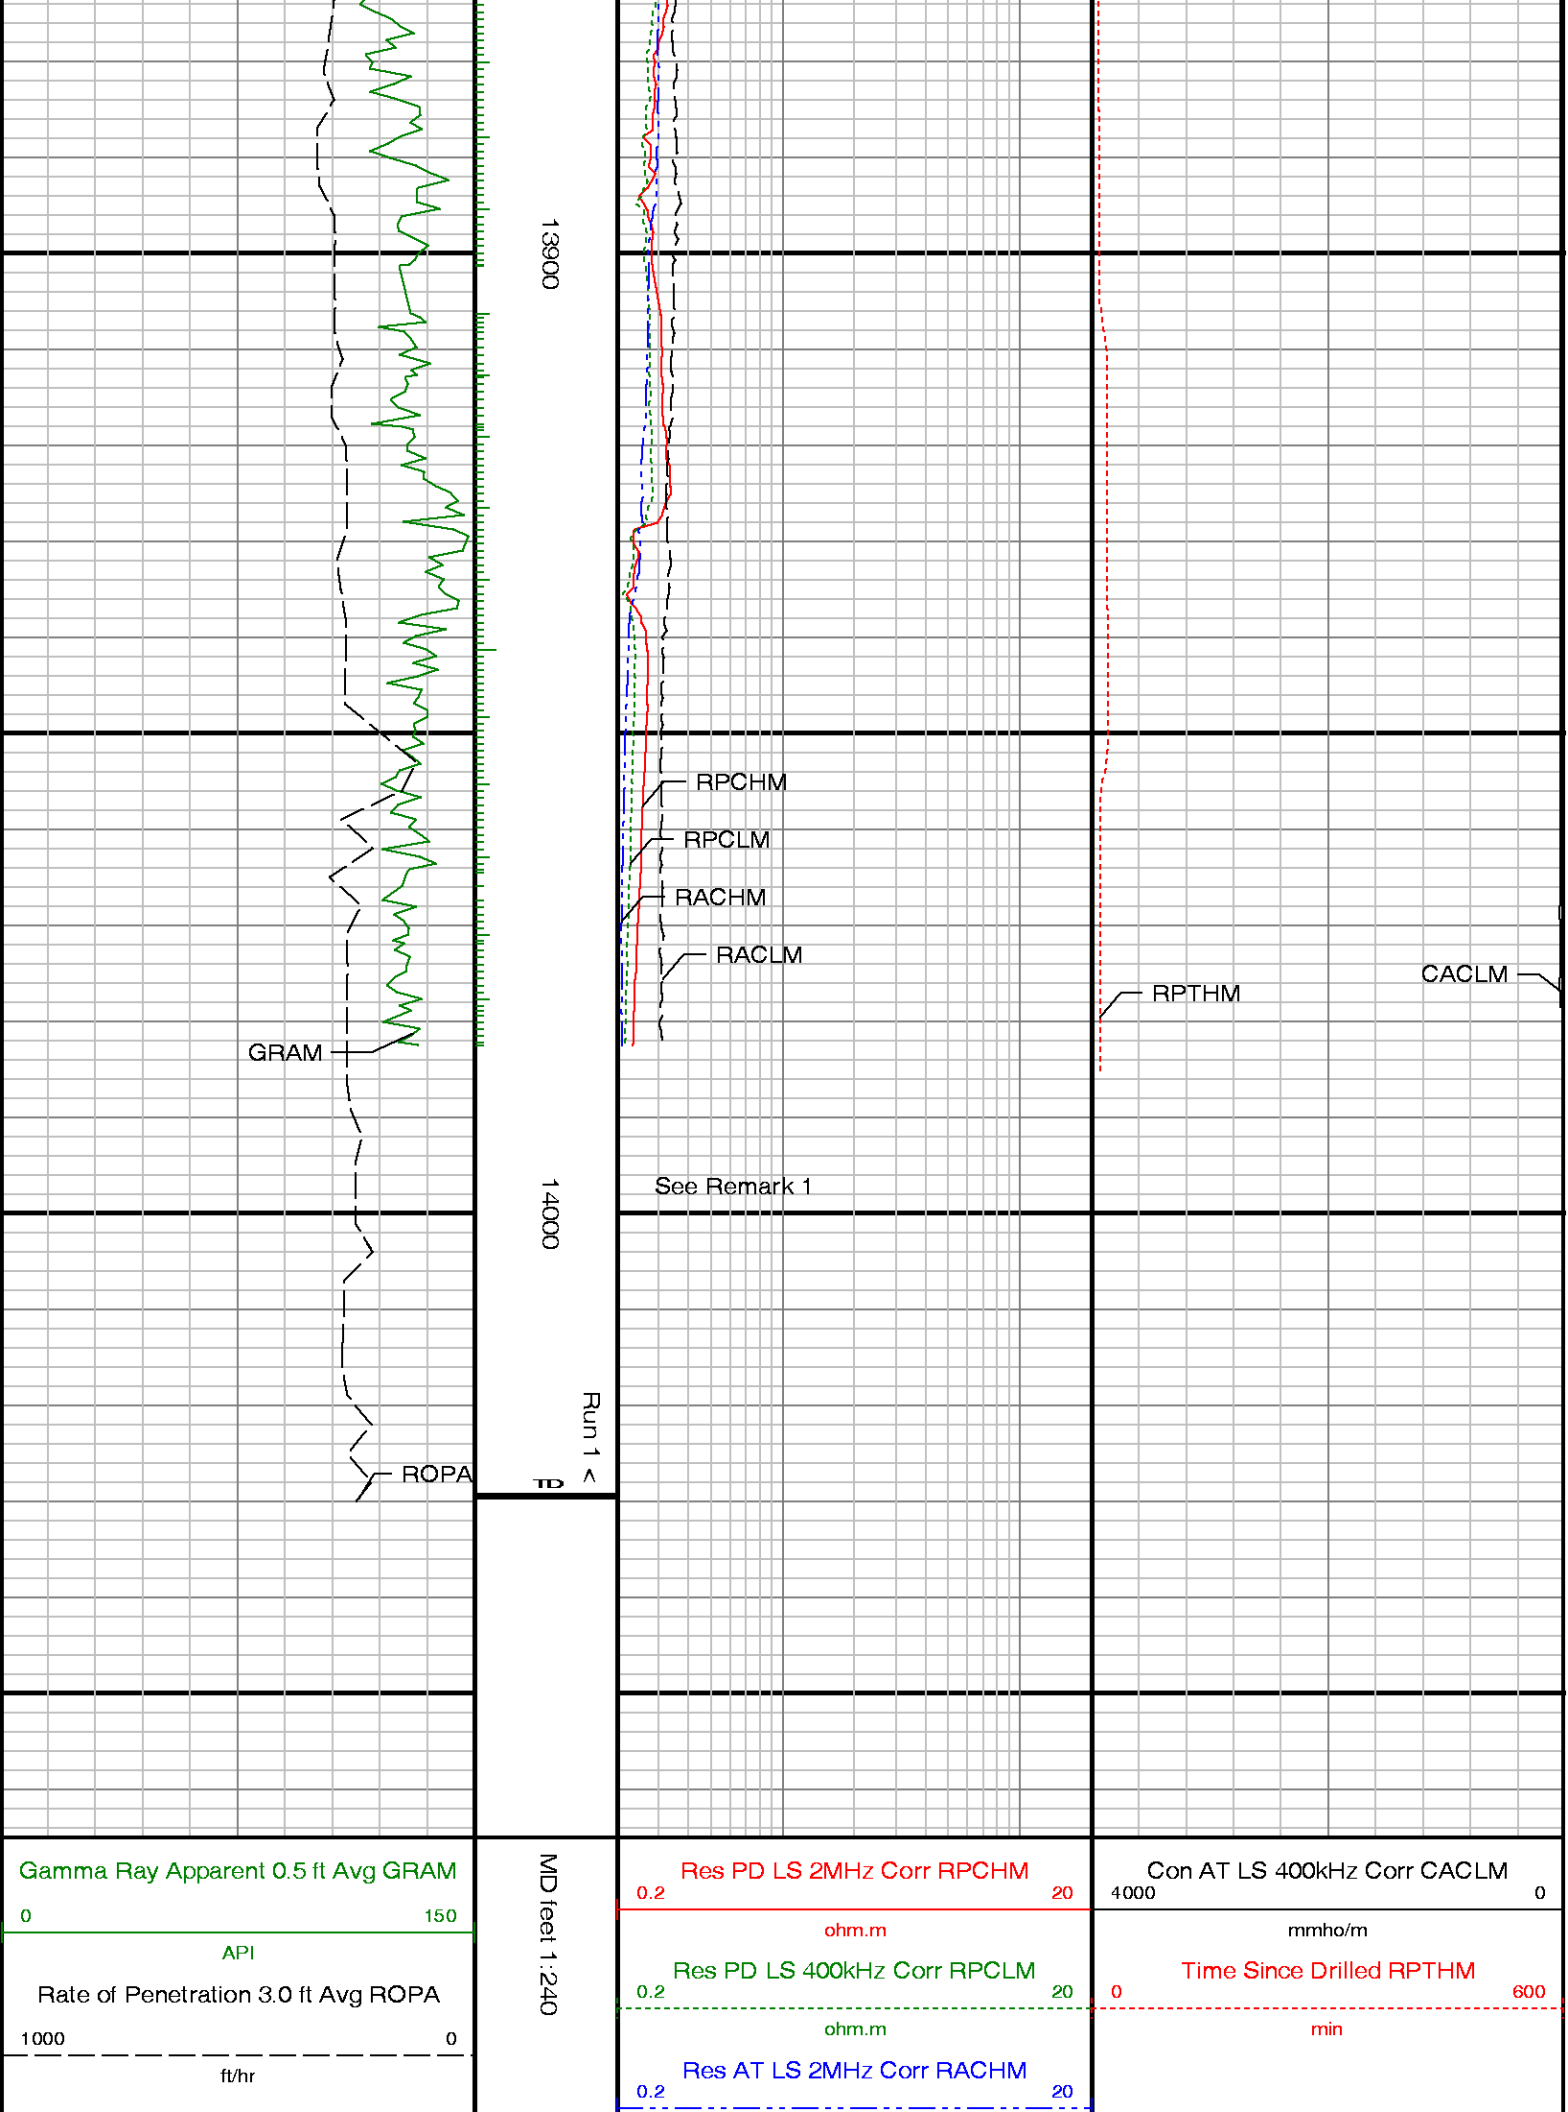 13900
RPCHM
RPCLM
RACHM
RACLM
CACLM
RPTHM
GRAM
See Remark 1
14000
Run 1 <
ROPA
TD
Gamma Ray Apparent 0.5 ft Avg GRAM
0 150
API
Rate of Penetration 3.0 ft Avg ROPA
1000 0
ft/hr
MD feet 1:240
Res PD LS 2MHz Corr RPCHM
0.2 20
ohm.m
Res PD LS 400kHz Corr RPCLM
0.2 20
ohm.m
Res AT LS 2MHz Corr RACHM
0.2 20
Con AT LS 400kHz Corr CACLM
4000 0
mmho/m
Time Since Drilled RPTHM
0 600
min